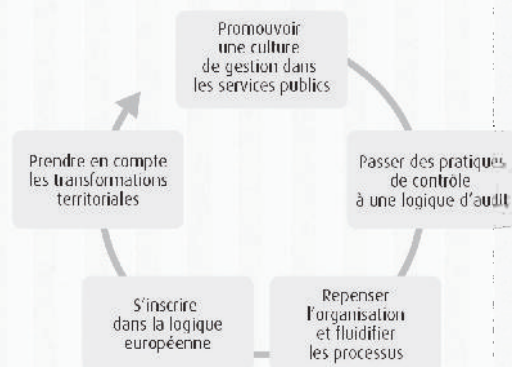 Promouvoir
une culture
de gestion dans
les services publics
Passer des pratiques
de contrôle
à une logique d'audit
Repenser
l'organisation
et fluidifier
les processus
S'inscrire
dans la logique
européenne
Prendre en compte
les transformations
territoriales